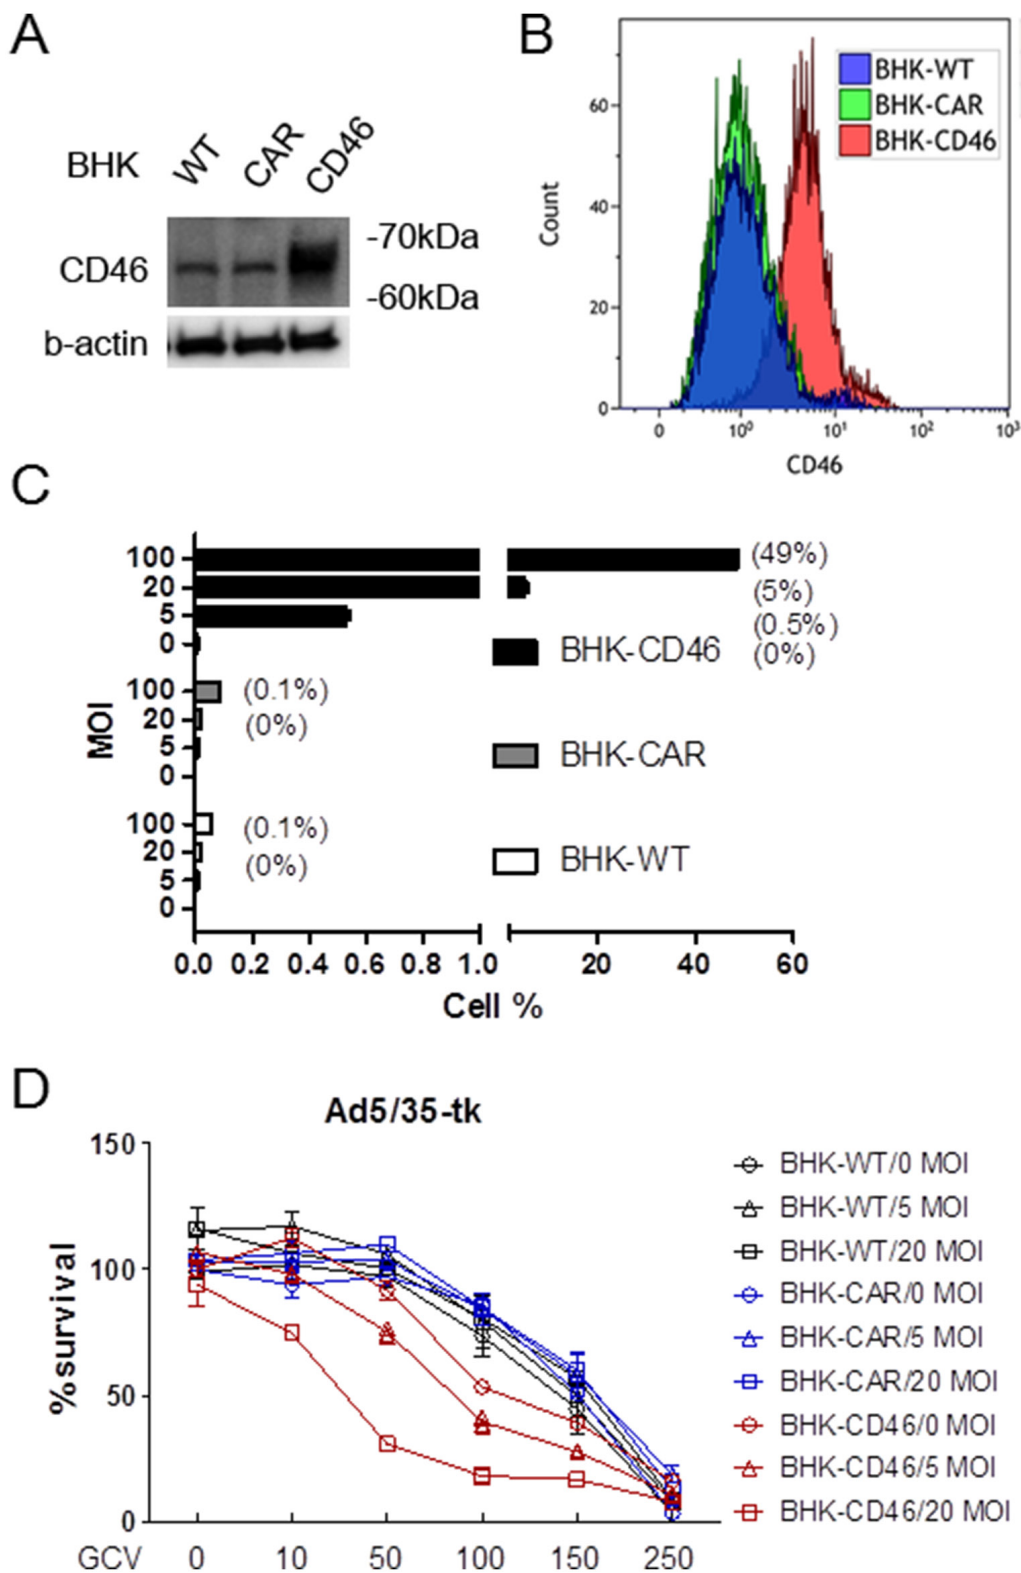 A
BHK WT CAR CD46
CD46
-70kDa
-60kDa
b-actin
B
BHK-WT
BHK-CAR
BHK-CD46
Count
60
40
20
0
0 10⁰ 10¹ 10² 10³
CD46
C
MOI
100 (49%)
20 (5%)
5 (0.5%)
0 (0%)
BHK-CD46
100 (0.1%)
20 (0%)
5
0
BHK-CAR
100 (0.1%)
20 (0%)
5
0
BHK-WT
0.0 0.2 0.4 0.6 0.8 1.0 20 40 60
Cell %
D
Ad5/35-tk
%survival
150
100
50
0
GCV 0 10 50 100 150 250
BHK-WT/0 MOI
BHK-WT/5 MOI
BHK-WT/20 MOI
BHK-CAR/0 MOI
BHK-CAR/5 MOI
BHK-CAR/20 MOI
BHK-CD46/0 MOI
BHK-CD46/5 MOI
BHK-CD46/20 MOI